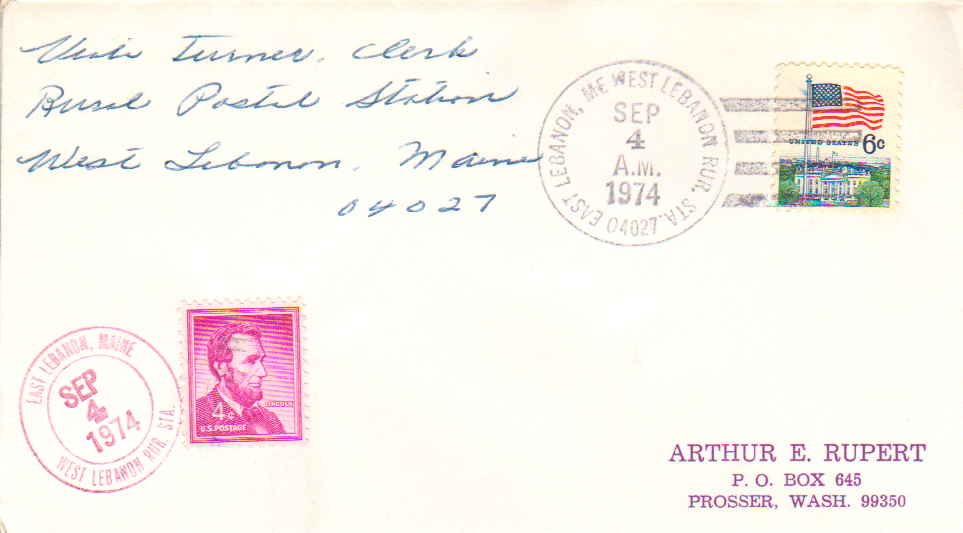 Turner, Clerk
Rural Postal Station
West Lebanon, Maine
04027
EAST LEBANON, ME WEST LEBANON RUR. STA. 04027
SEP
4
A.M.
1974
UNITED STATES 6c
EAST LEBANON, MAINE
SEP
4
1974
WEST LEBANON RUR. STA.
LINCOLN
4c
U.S. POSTAGE
ARTHUR E. RUPERT
P. O. BOX 645
PROSSER, WASH. 99350